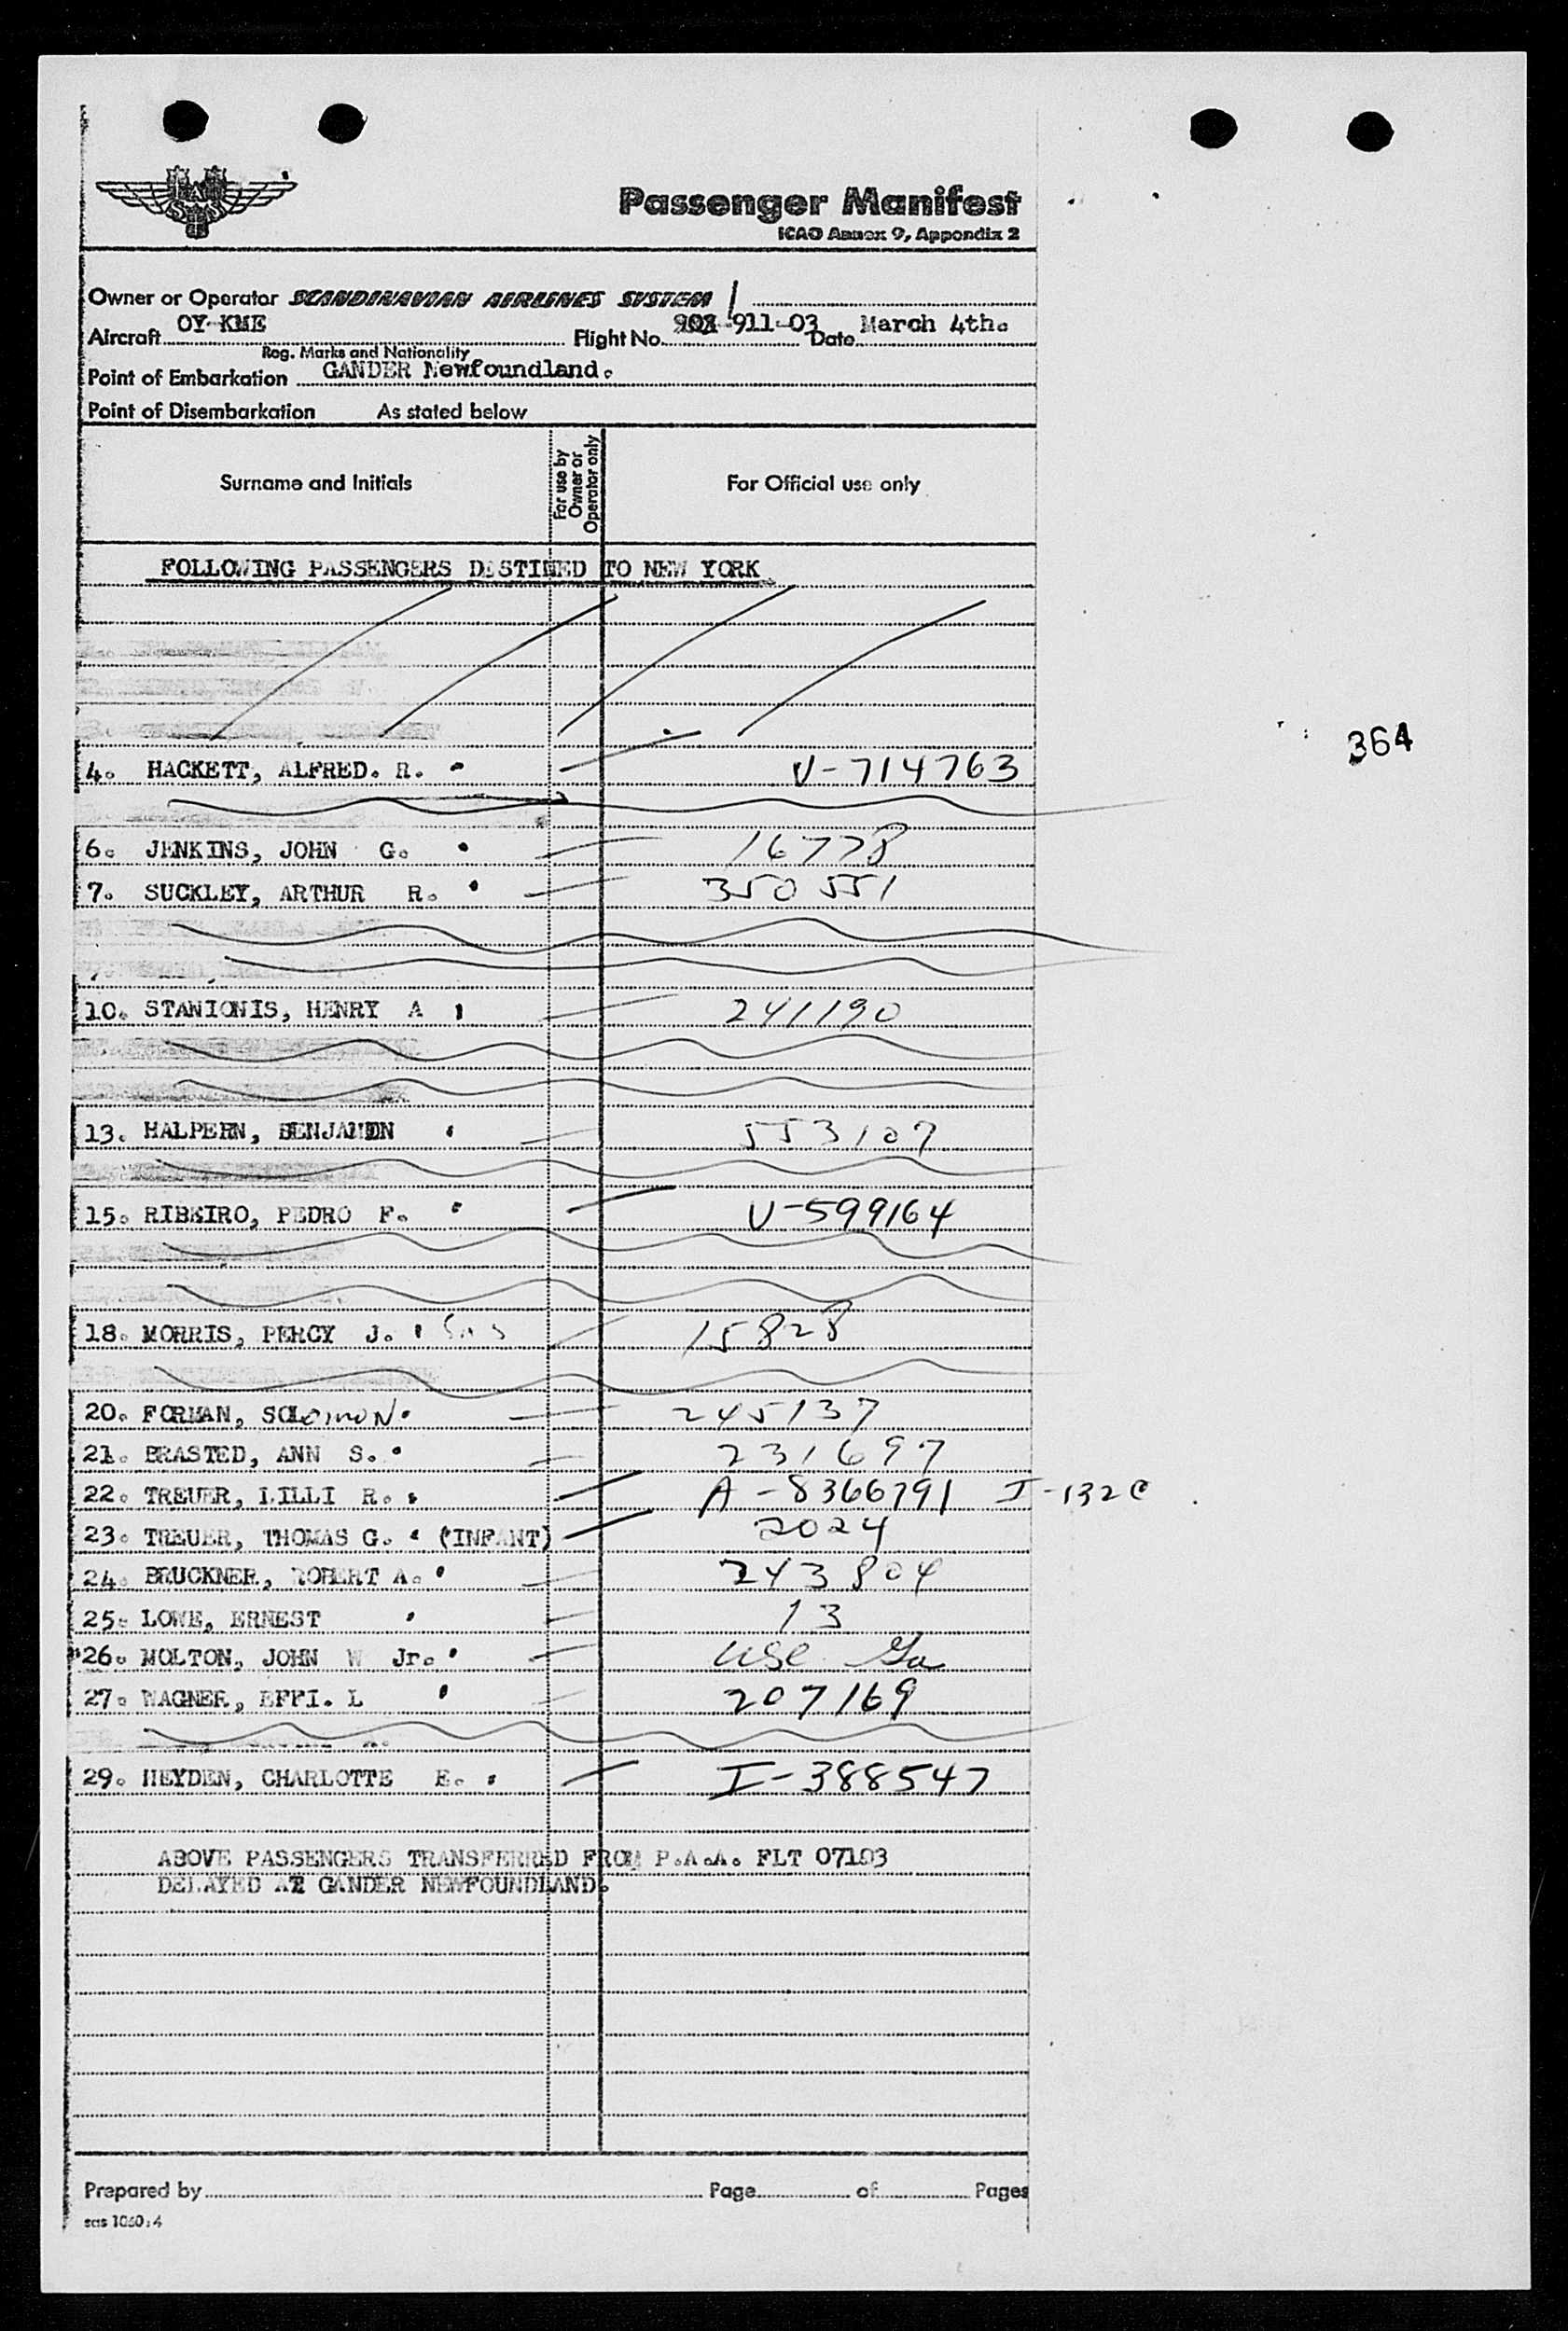 SAS
Passenger Manifest
ICAO Annex 9, Appendix 2
Owner or Operator SCANDINAVIAN AIRLINES SYSTEM
Aircraft OY-KME Flight No. 911-03 Date March 4th.
Reg. Marks and Nationality
Point of Embarkation GANDER Newfoundland.
Point of Disembarkation As stated below
Surname and Initials For use by Owner or Operator only For Official use only
FOLLOWING PASSENGERS DESTINED TO NEW YORK
4. HACKETT, ALFRED. R. V-714763
364
6. JENKINS, JOHN G. 16778
7. SUCKLEY, ARTHUR R. 350551
10. STANIONIS, HENRY A 241190
13. HALPERN, BENJAMIN 553107
15. RIBEIRO, PEDRO F. V-599164
18. MORRIS, PERCY J. 15828
20. FORMAN, SOLOMON. 245137
21. BRASTED, ANN S. 231697
22. TREUER, LILLI R. A-8366791 I-132C
23. TREUER, THOMAS G. (INFANT) 2024
24. BRUCKNER, ROBERT A. 243804
25. LOWE, ERNEST 13
26. MOLTON, JOHN W Jr.
27. WAGNER, EFFI. L 207169
29. HEYDEN, CHARLOTTE E. I-388547
ABOVE PASSENGERS TRANSFERRED FROM P.A.A. FLT 07103
DELAYED AT GANDER NEWFOUNDLAND.
Prepared by Page of Pages